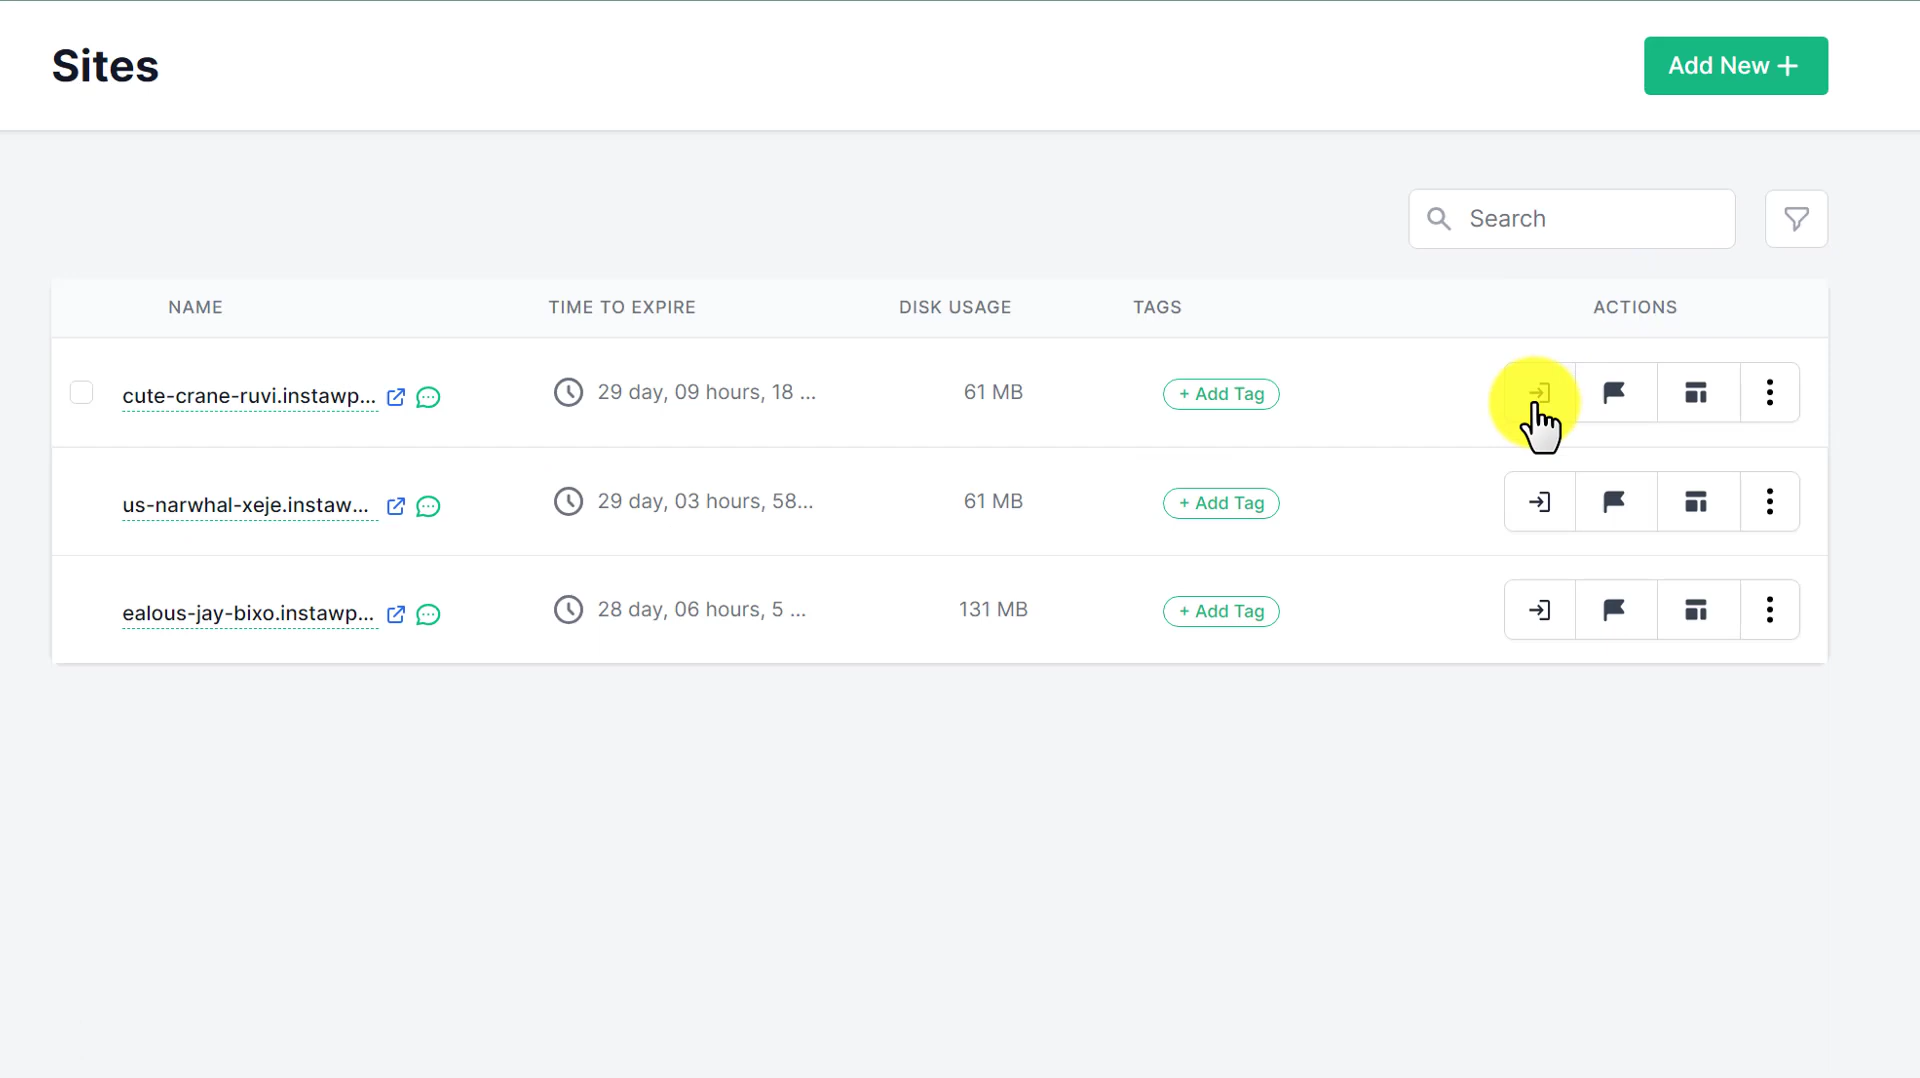 Sites
Add New +
Search
NAME TIME TO EXPIRE DISK USAGE TAGS ACTIONS
cute-crane-ruvi.instawp... 29 day, 09 hours, 18 ... 61 MB + Add Tag
us-narwhal-xeje.instaw... 29 day, 03 hours, 58... 61 MB + Add Tag
ealous-jay-bixo.instawp... 28 day, 06 hours, 5 ... 131 MB + Add Tag